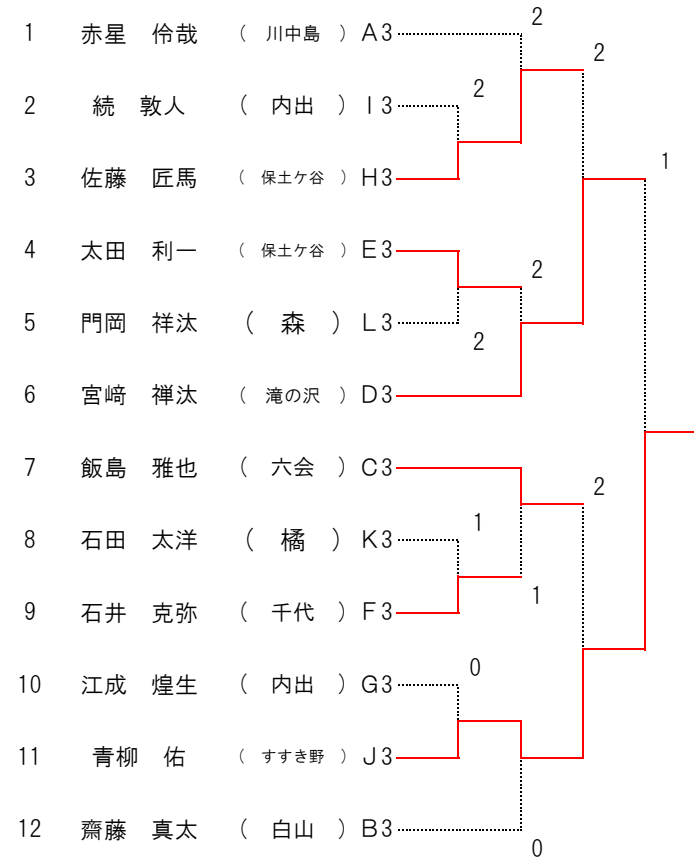 1 赤星 伶哉 ( 川中島 ) A3
2
2
2 続 敦人 ( 内出 ) I3
2
3 佐藤 匠馬 ( 保土ケ谷 ) H3
1
4 太田 利一 ( 保土ケ谷 ) E3
2
5 門岡 祥汰 ( 森 ) L3
2
6 宮﨑 禅汰 ( 滝の沢 ) D3
7 飯島 雅也 ( 六会 ) C3
2
8 石田 太洋 ( 橘 ) K3
1
9 石井 克弥 ( 千代 ) F3
1
10 江成 煌生 ( 内出 ) G3
0
11 青柳 佑 ( すすき野 ) J3
12 齋藤 真太 ( 白山 ) B3
0